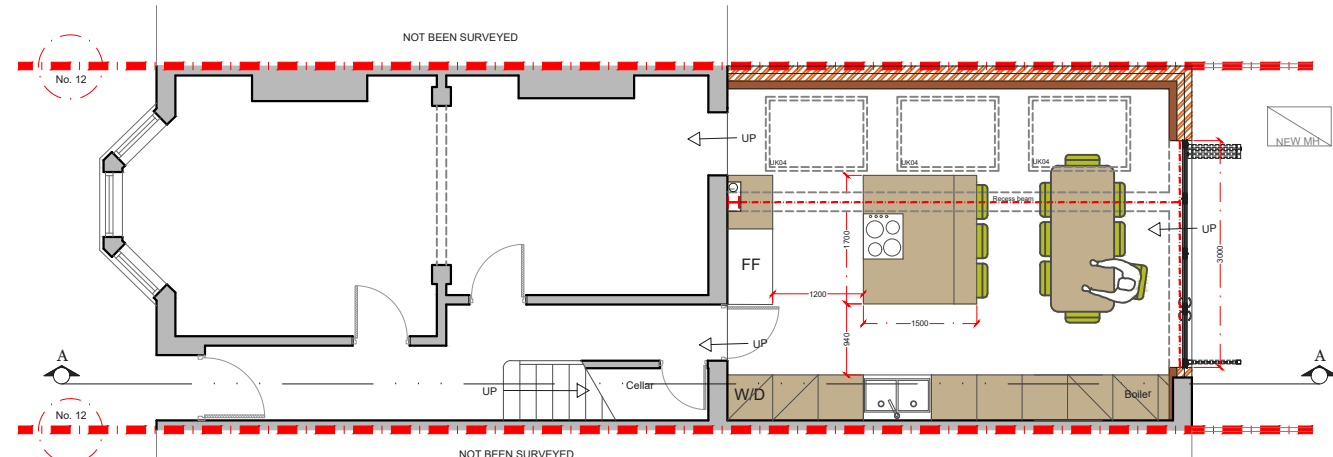 NOT BEEN SURVEYED
No. 12
UP
NEW MH
UK04
UK04
UK04
Recess beam
UP
1700
3000
FF
1200
1500
940
UP
A
A
UP
Cellar
W/D
Boiler
No. 12
NOT BEEN SURVEYED